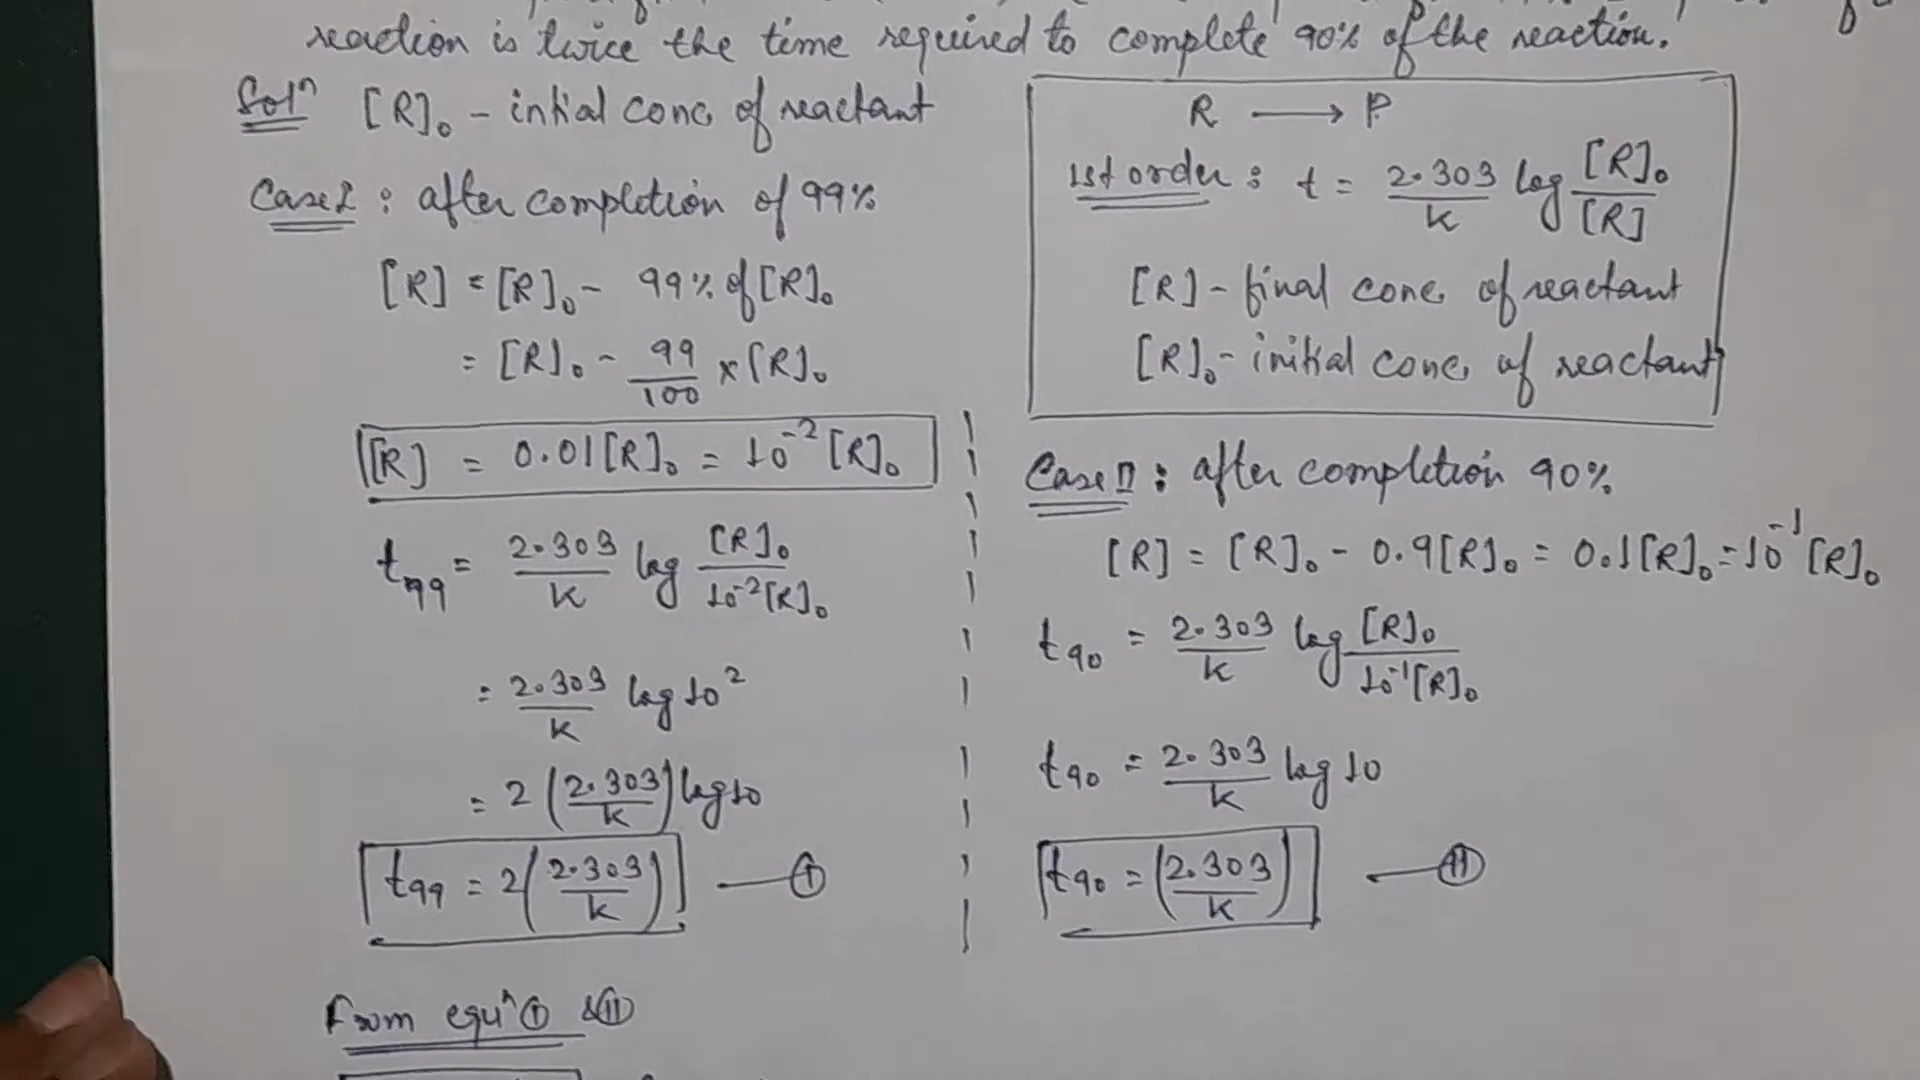 reaction is twice the time required to complete 90% of the reaction.
Solⁿ [R]₀ - intial conc of reactant
Case I : after completion of 99%
[R] = [R]₀ - 99% of [R]₀
= [R]₀ - 99/100 x [R]₀
[R] = 0.01[R]₀ = 10⁻² [R]₀
t₉₉ = 2.303/K log [R]₀/10⁻²[R]₀
= 2.303/K log 10²
= 2 (2.303/K) log 10
t₉₉ = 2(2.303/K) — Ⓘ
R ⟶ P
1st order : t = 2.303/K log [R]₀/[R]
[R] - final conc of reactant
[R]₀ - initial conc of reactant
Case II : after completion 90%
[R] = [R]₀ - 0.9[R]₀ = 0.1[R]₀ = 10⁻¹ [R]₀
t₉₀ = 2.303/K log [R]₀/10⁻¹[R]₀
t₉₀ = 2.303/K log 10
t₉₀ = (2.303/K) — (II)
From equⁿ Ⓘ & (II)